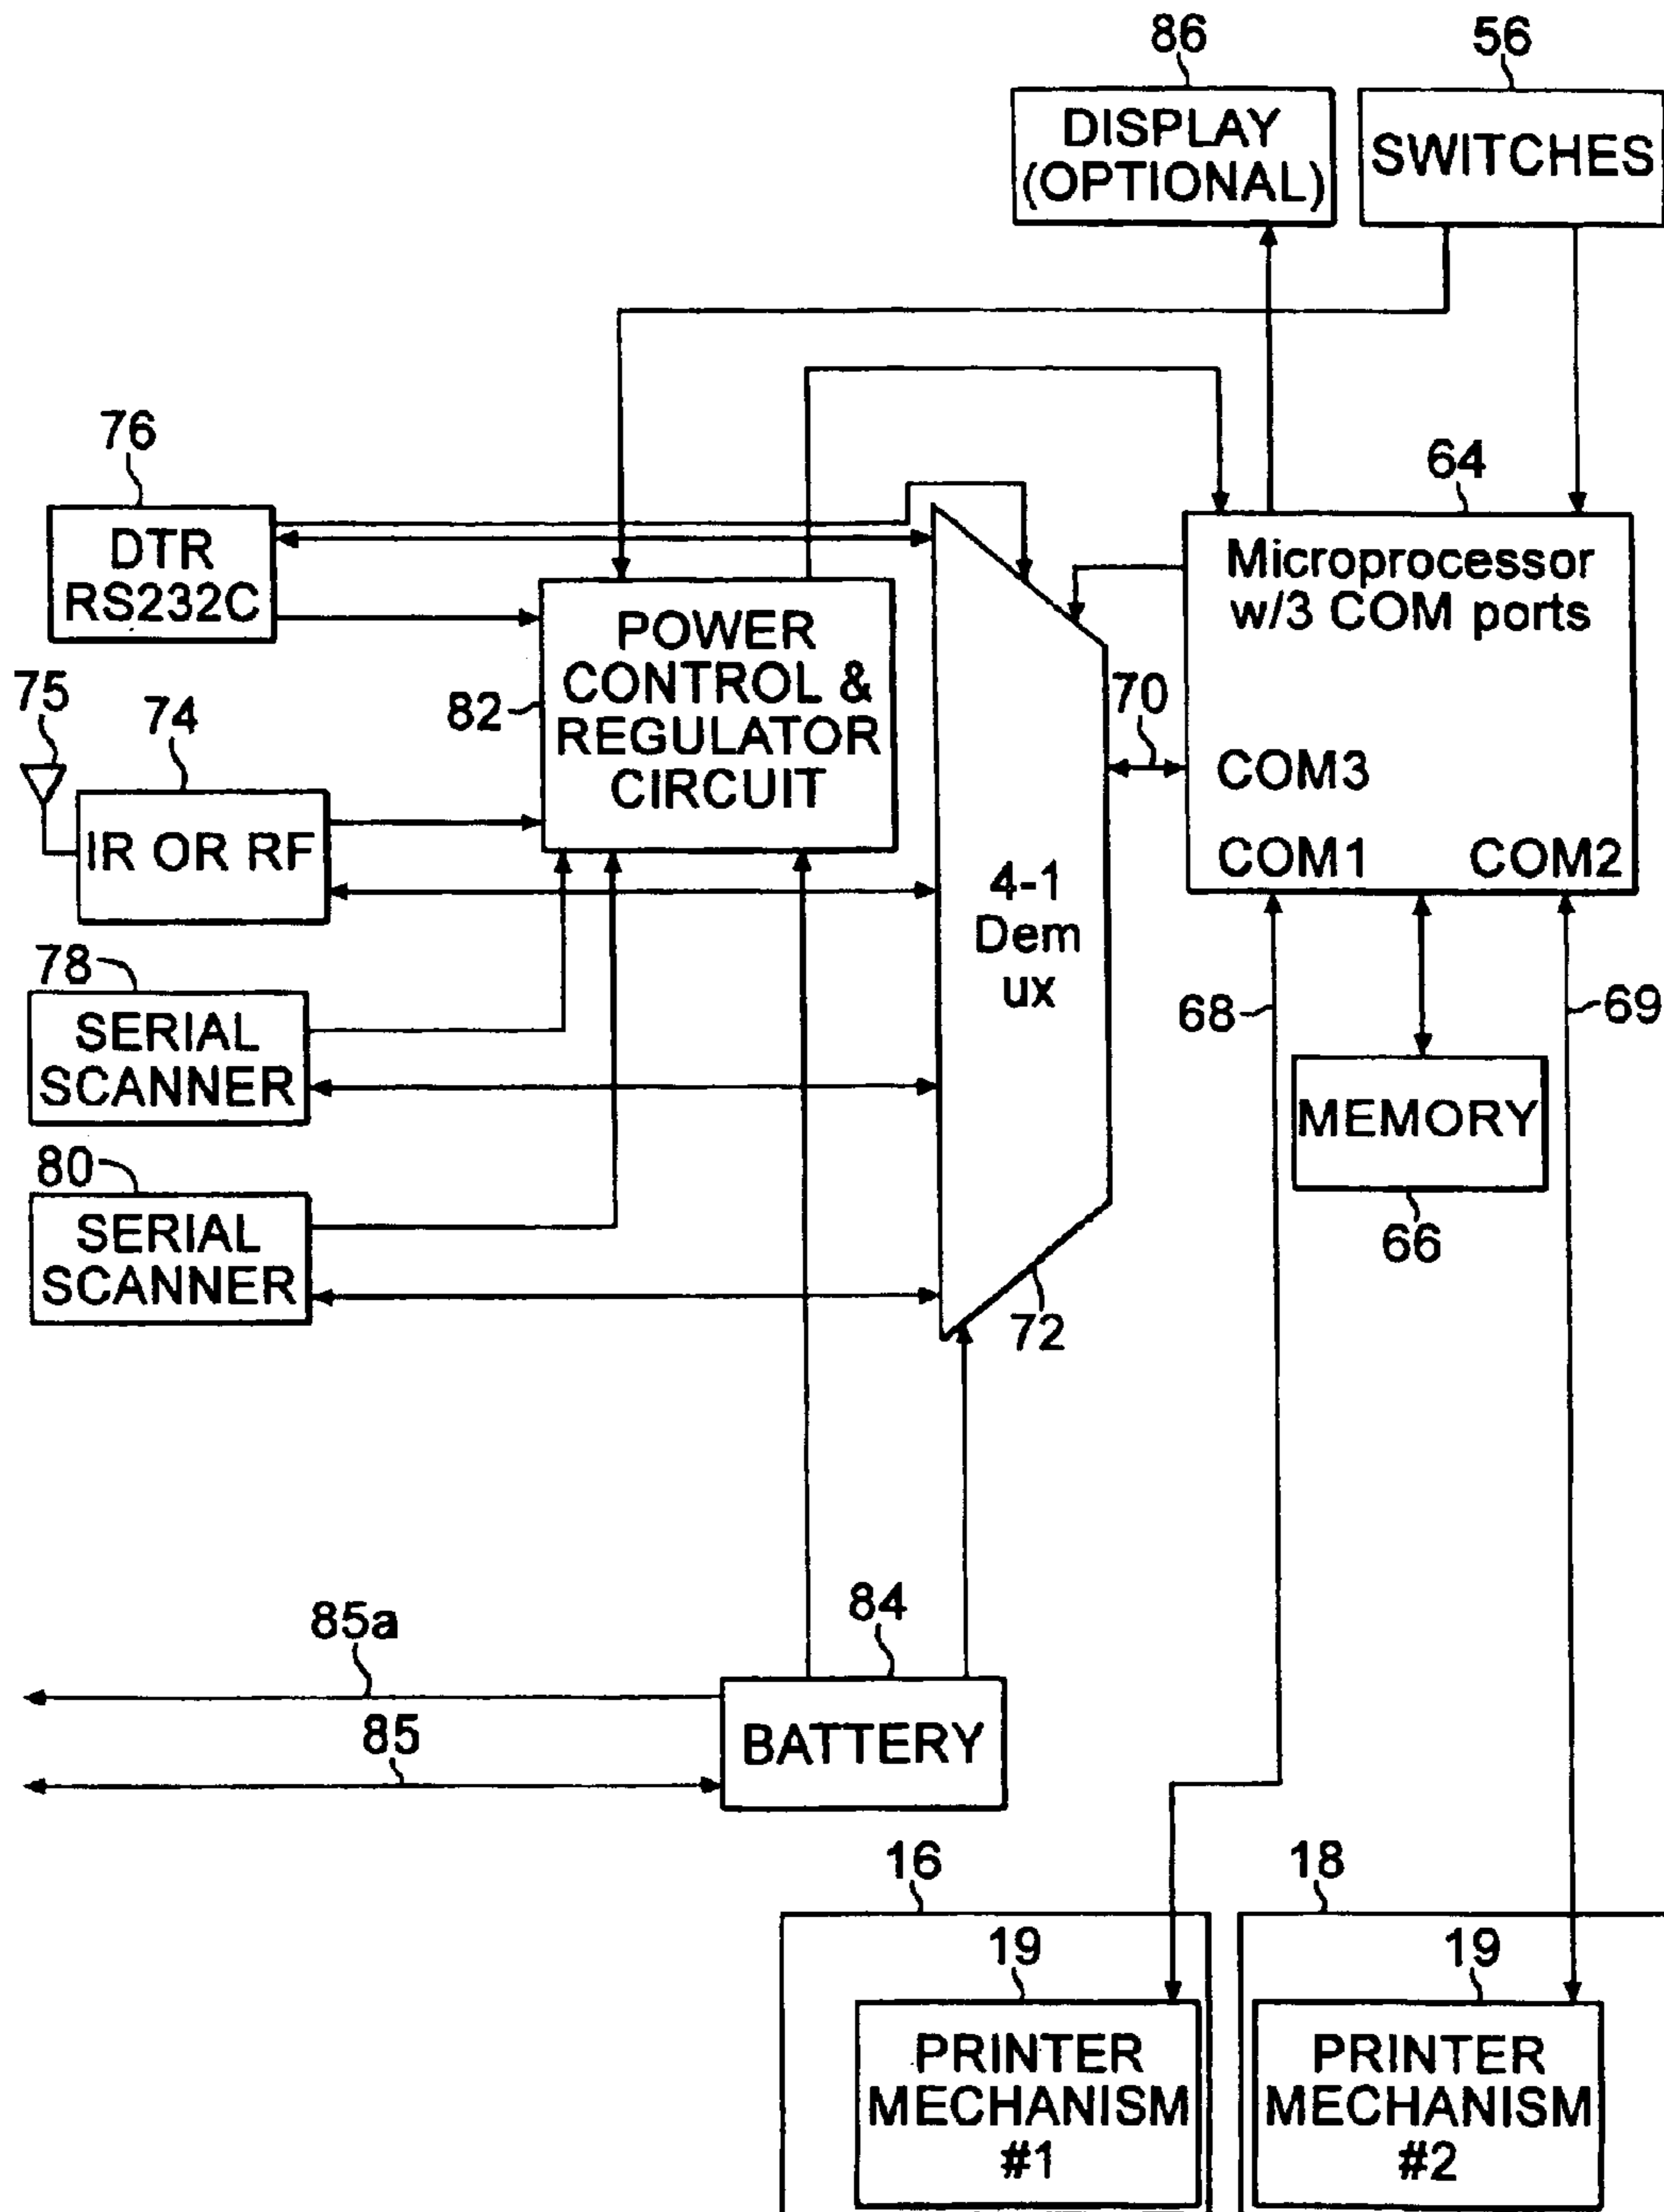 86
56
DISPLAY
(OPTIONAL)
SWITCHES
76
64
DTR
RS232C
Microprocessor
w/3 COM ports
POWER
CONTROL &
REGULATOR
CIRCUIT
82
75
74
70
IR OR RF
COM3
COM1
COM2
4-1
Dem
ux
78
SERIAL
SCANNER
68
69
MEMORY
66
80
SERIAL
SCANNER
72
85a
84
85
BATTERY
16
18
19
19
PRINTER
MECHANISM
#1
PRINTER
MECHANISM
#2